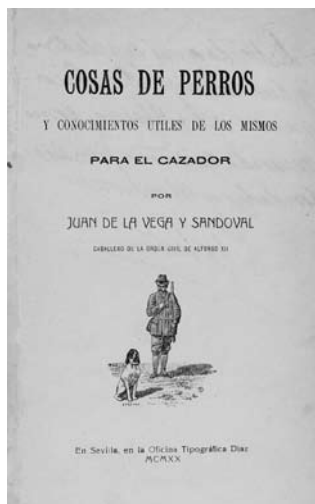 COSAS DE PERROS
Y CONOCIMIENTOS UTILES DE LOS MISMOS
PARA EL CAZADOR
POR
JUAN DE LA VEGA Y SANDOVAL
CABALLERO DE LA ORDEN CIVIL DE ALFONSO XII
En Sevilla, en la Oficina Tipográfica Díaz
MCMXX